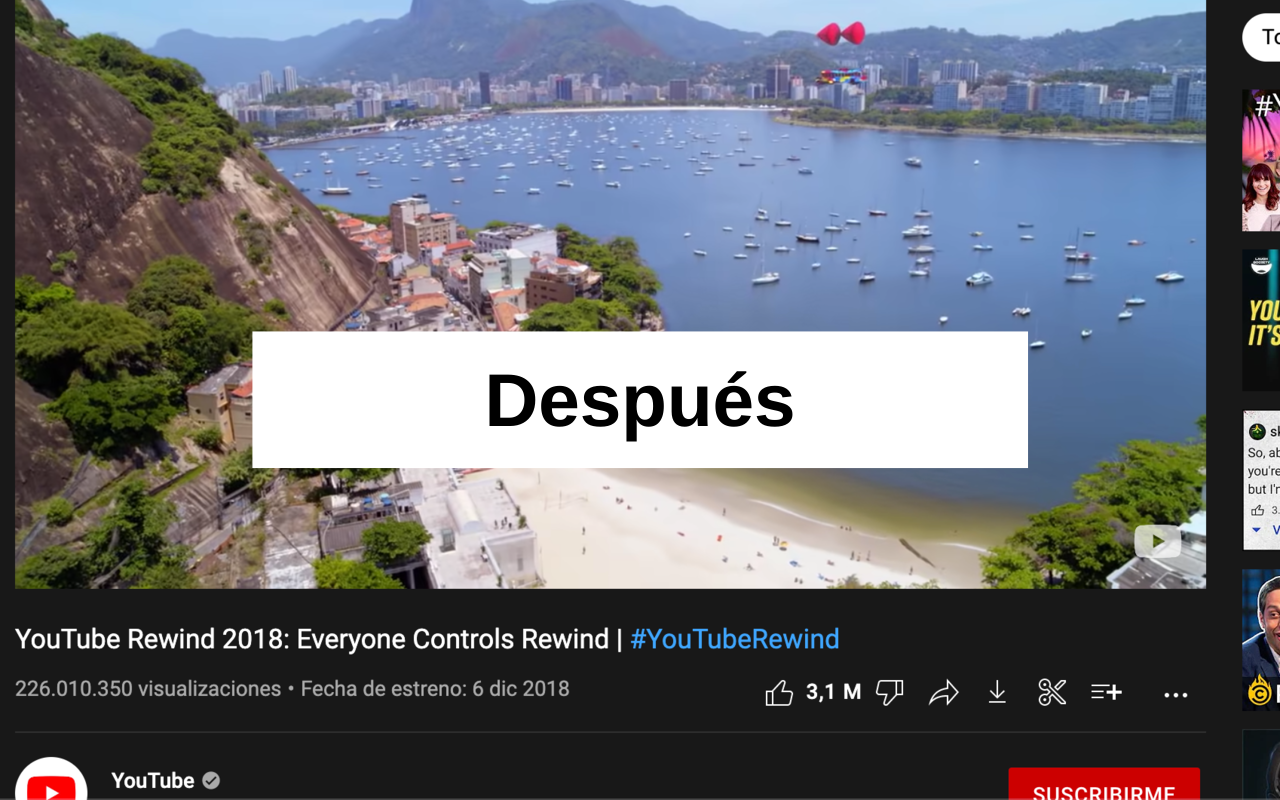 To
#Y
YOU
IT'S
Después
sk
So, ab
you're
but I'm
3.
V
YouTube Rewind 2018: Everyone Controls Rewind | #YouTubeRewind
226.010.350 visualizaciones • Fecha de estreno: 6 dic 2018
3,1 M
YouTube
SUSCRIBIRME